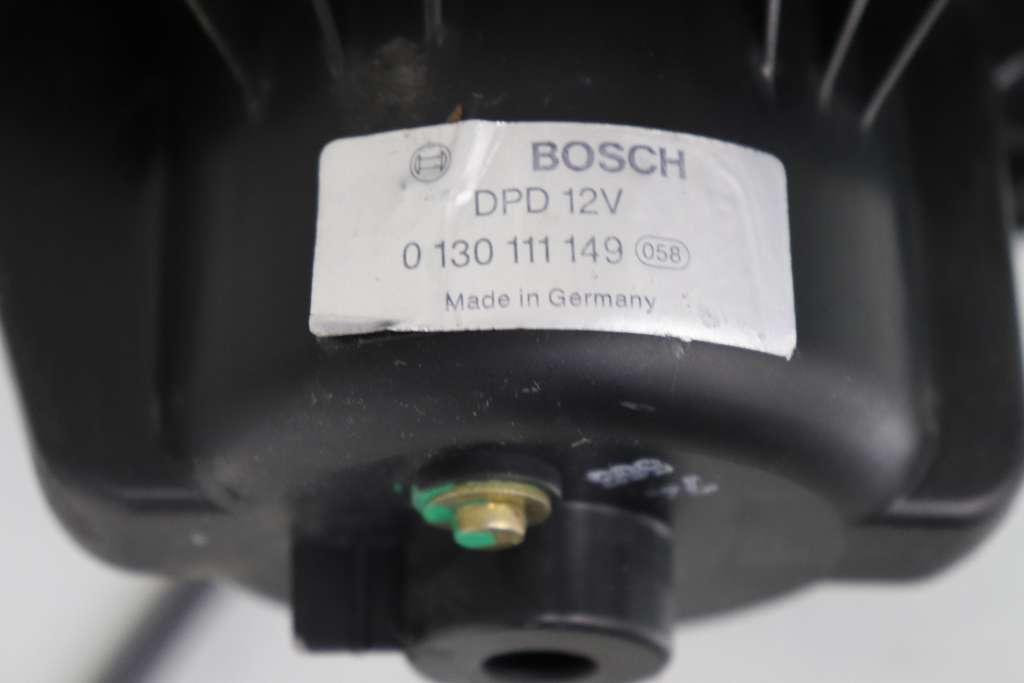 BOSCH
DPD 12V
0 130 111 149 058
Made in Germany